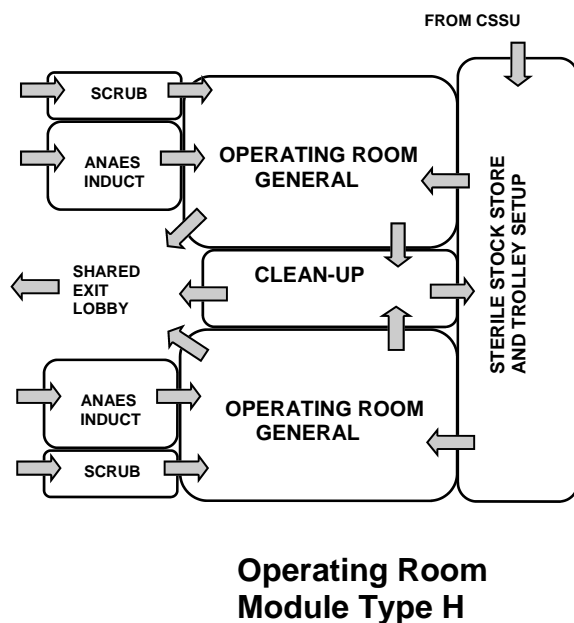 FROM CSSU
SCRUB
ANAES
INDUCT
OPERATING ROOM
GENERAL
STERILE STOCK STORE
AND TROLLEY SETUP
CLEAN-UP
SHARED
EXIT
LOBBY
ANAES
INDUCT
OPERATING ROOM
GENERAL
SCRUB
Operating Room
Module Type H